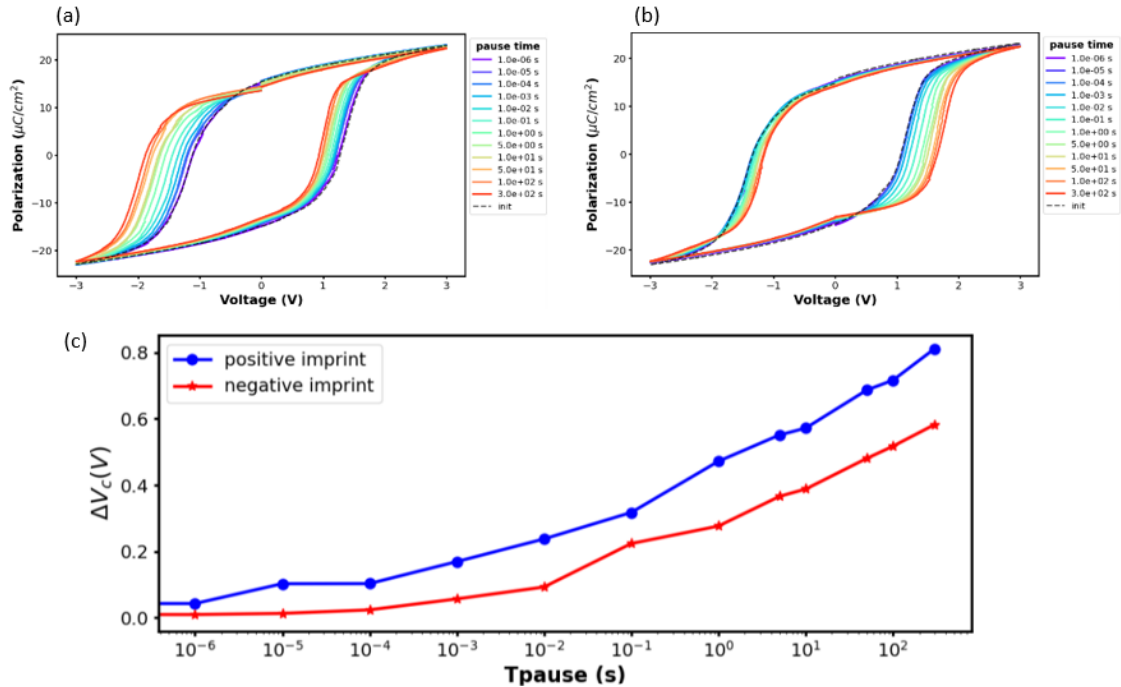 (a)
20
10
0
−10
−20
Polarization (μC/cm²)
−3 −2 −1 0 1 2 3
Voltage (V)
pause time
1.0e-06 s
1.0e-05 s
1.0e-04 s
1.0e-03 s
1.0e-02 s
1.0e-01 s
1.0e+00 s
5.0e+00 s
1.0e+01 s
5.0e+01 s
1.0e+02 s
3.0e+02 s
init
(b)
20
10
0
−10
−20
Polarization (μC/cm²)
−3 −2 −1 0 1 2 3
Voltage (V)
pause time
1.0e-06 s
1.0e-05 s
1.0e-04 s
1.0e-03 s
1.0e-02 s
1.0e-01 s
1.0e+00 s
5.0e+00 s
1.0e+01 s
5.0e+01 s
1.0e+02 s
3.0e+02 s
init
(c)
positive imprint
negative imprint
0.8
0.6
0.4
0.2
0.0
ΔVc(V)
10⁻⁶ 10⁻⁵ 10⁻⁴ 10⁻³ 10⁻² 10⁻¹ 10⁰ 10¹ 10²
Tpause (s)